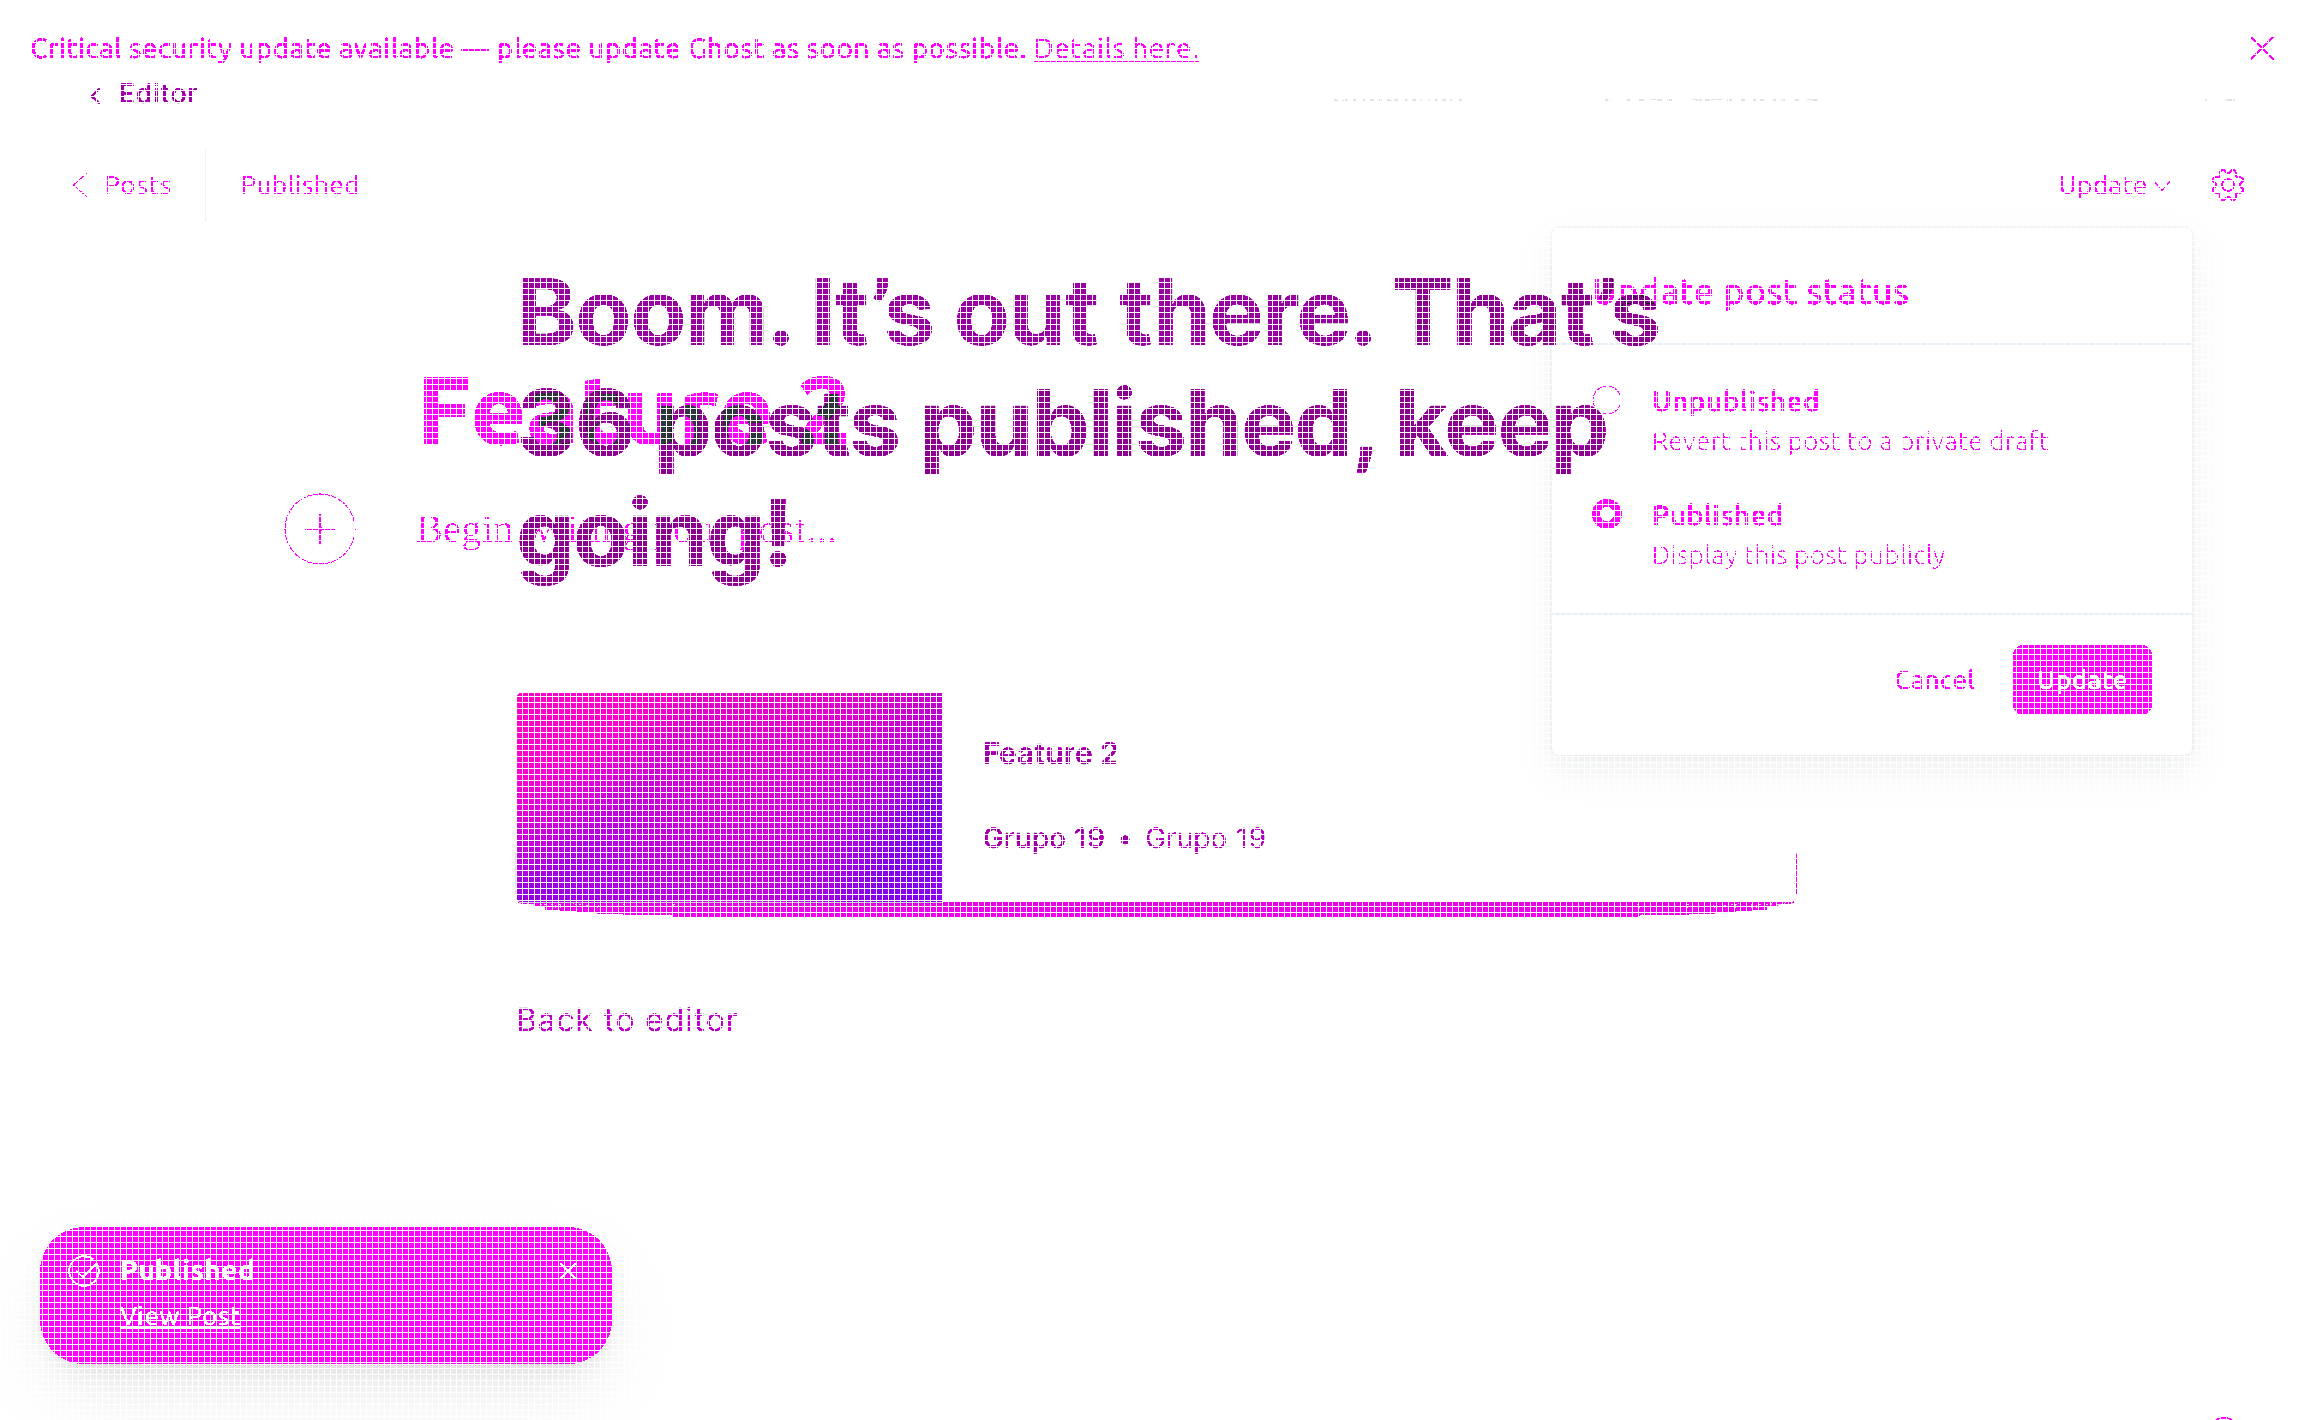 Critical security update available — please update Ghost as soon as possible. Details here.
Editor
Posts
Published
Update
Boom. It's out there. That's
36 posts published, keep
going!
Feature 2
Begin
Update post status
Unpublished
Revert this post to a private draft
Published
Display this post publicly
Cancel
Update
Feature 2
Grupo 19 • Grupo 19
Back to editor
Published
View Post